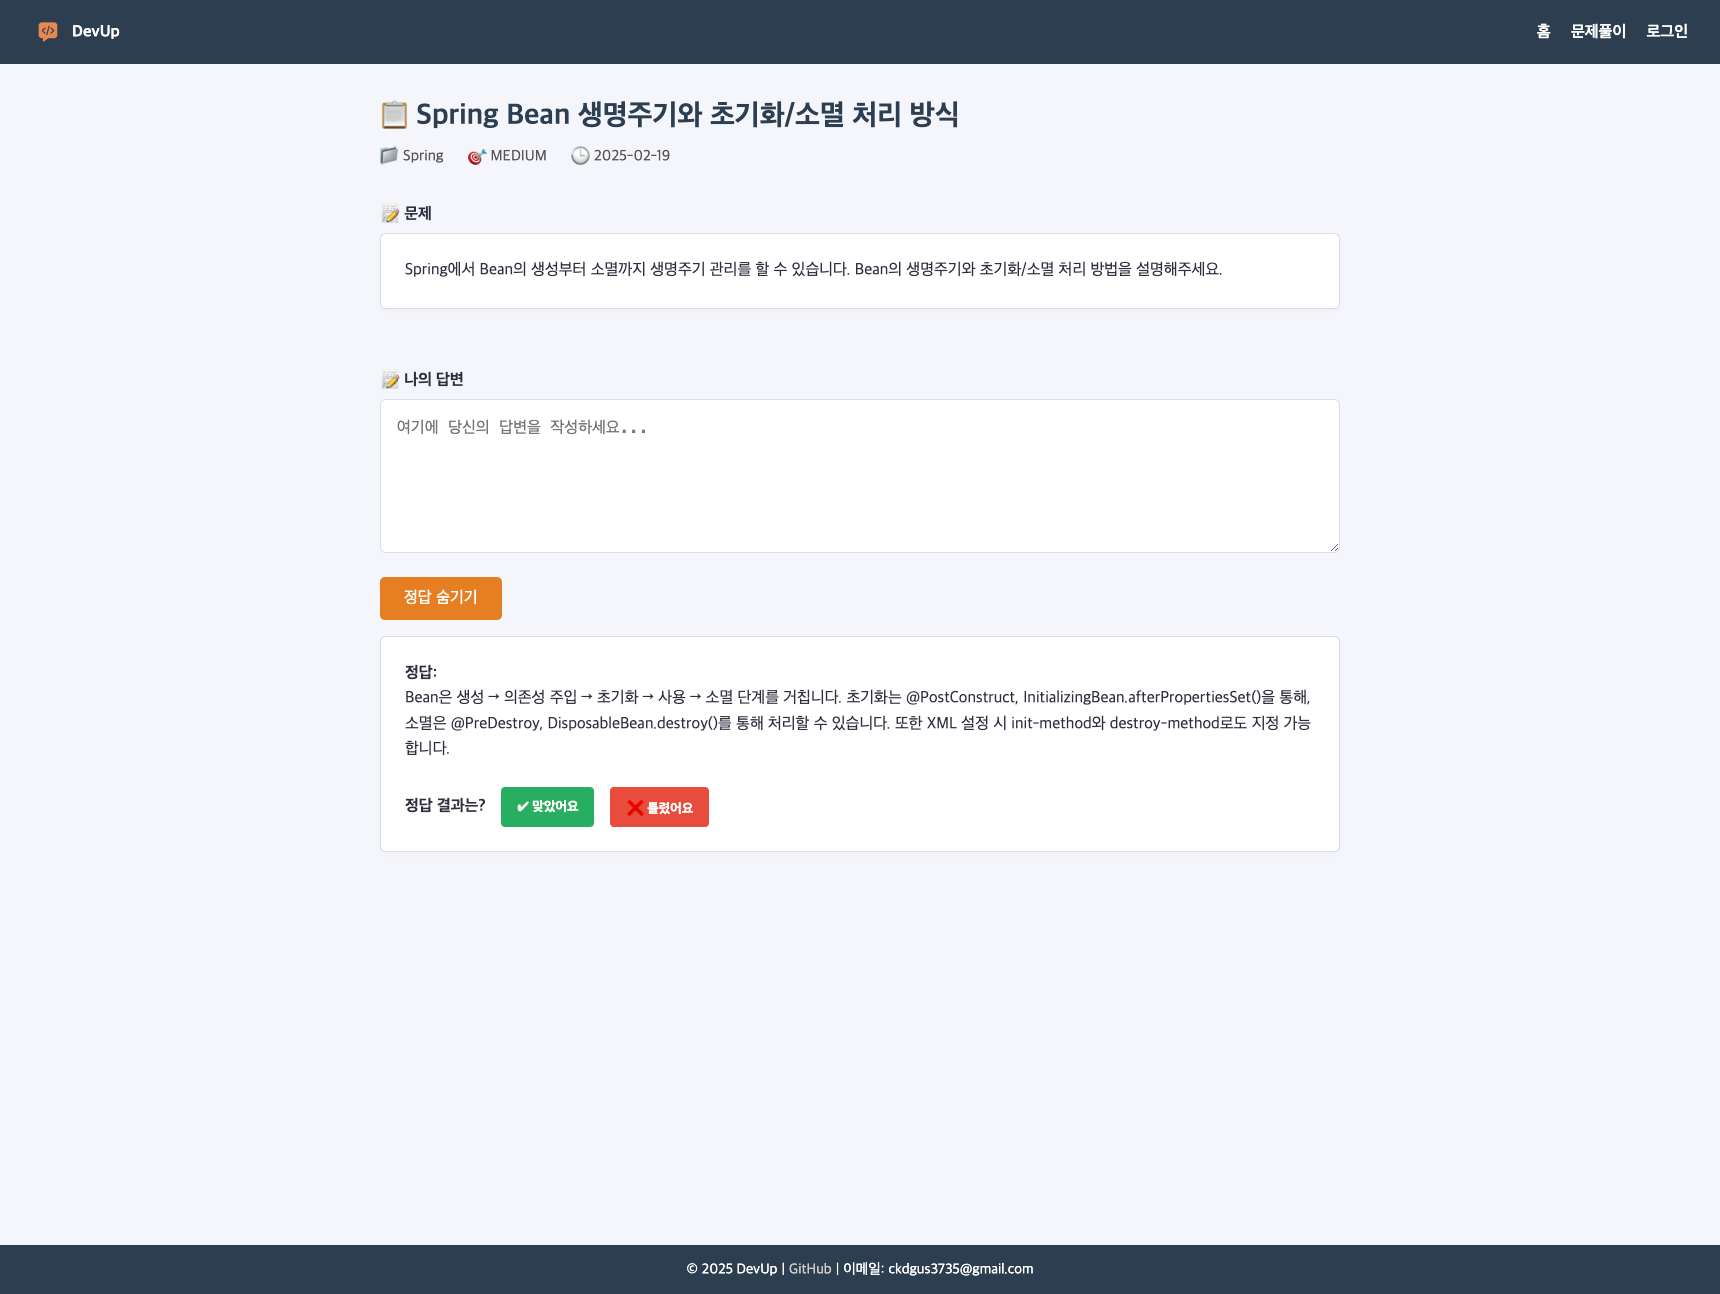 DevUp
홈 문제풀이 로그인
📋 Spring Bean 생명주기와 초기화/소멸 처리 방식
📁 Spring 🎯 MEDIUM 🕒 2025-02-19
📝 문제
Spring에서 Bean의 생성부터 소멸까지 생명주기 관리를 할 수 있습니다. Bean의 생명주기와 초기화/소멸 처리 방법을 설명해주세요.
📝 나의 답변
여기에 당신의 답변을 작성하세요...
정답 숨기기
정답:
Bean은 생성 → 의존성 주입 → 초기화 → 사용 → 소멸 단계를 거칩니다. 초기화는 @PostConstruct, InitializingBean.afterPropertiesSet()을 통해,
소멸은 @PreDestroy, DisposableBean.destroy()를 통해 처리할 수 있습니다. 또한 XML 설정 시 init-method와 destroy-method로도 지정 가능
합니다.
정답 결과는? ✔ 맞았어요 ❌ 틀렸어요
© 2025 DevUp | GitHub | 이메일: ckdgus3735@gmail.com